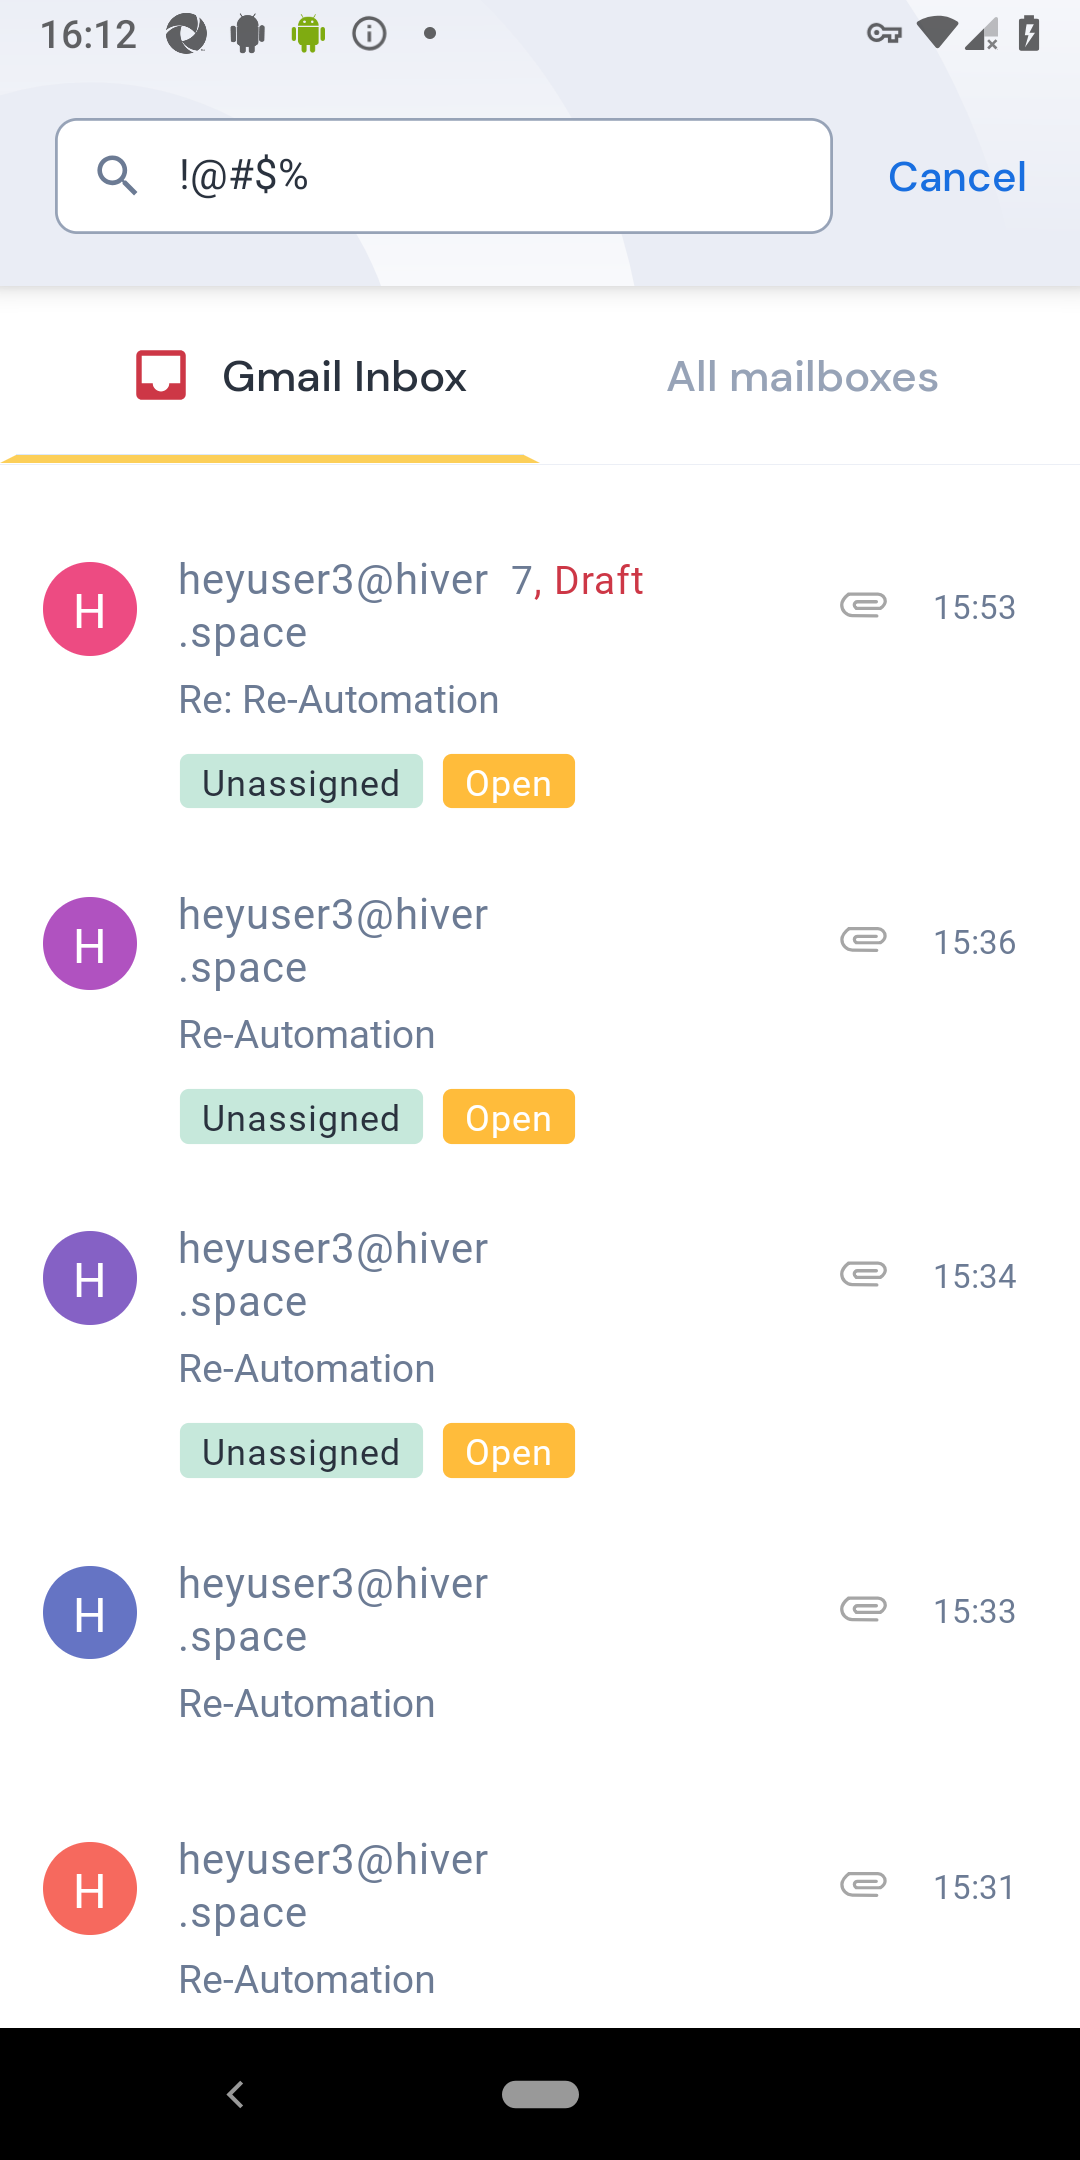 16:12
!@#$%
Cancel
Gmail Inbox
All mailboxes
H
heyuser3@hiver 7, Draft
.space
15:53
Re: Re-Automation
Unassigned Open
H
heyuser3@hiver
.space
15:36
Re-Automation
Unassigned Open
H
heyuser3@hiver
.space
15:34
Re-Automation
Unassigned Open
H
heyuser3@hiver
.space
15:33
Re-Automation
H
heyuser3@hiver
.space
15:31
Re-Automation